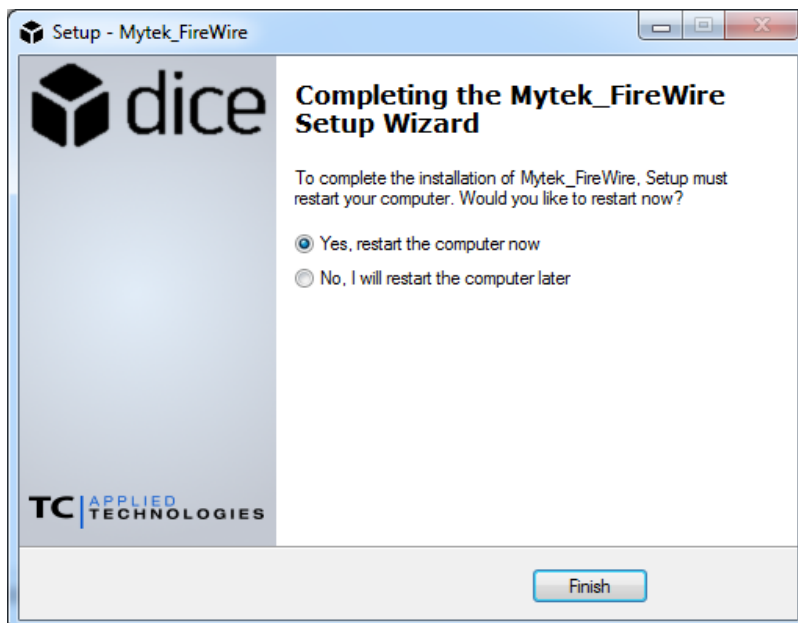 Setup - Mytek_FireWire
dice
Completing the Mytek_FireWire
Setup Wizard
To complete the installation of Mytek_FireWire, Setup must
restart your computer. Would you like to restart now?
Yes, restart the computer now
No, I will restart the computer later
TC APPLIED
TECHNOLOGIES
Finish